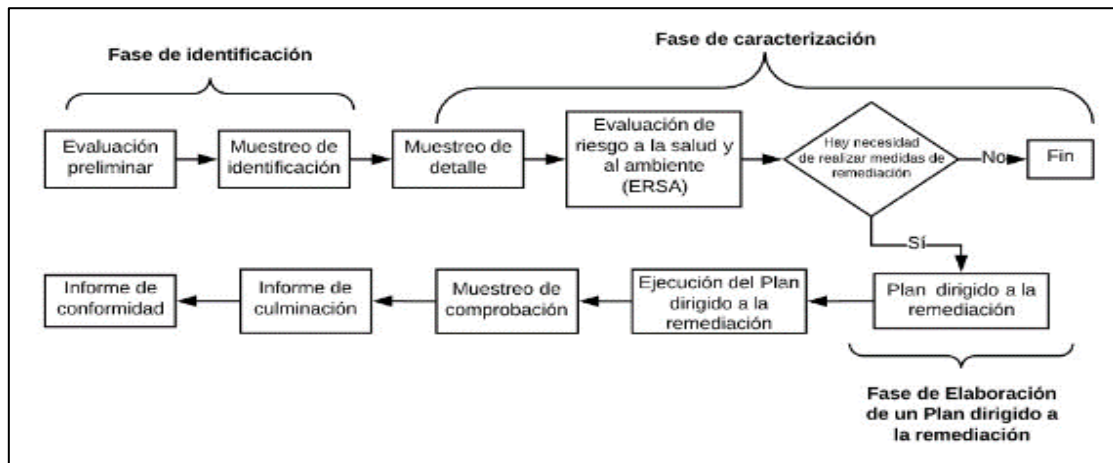 Fase de identificación
Fase de caracterización
Evaluación
preliminar
Muestreo de
identificación
Muestreo de
detalle
Evaluación de
riesgo a la salud y
al ambiente
(ERSA)
Hay necesidad
de realizar medidas de
remediación
No
Fin
Sí
Informe de
conformidad
Informe de
culminación
Muestreo de
comprobación
Ejecución del Plan
dirigido a la
remediación
Plan dirigido a la
remediación
Fase de Elaboración
de un Plan dirigido a
la remediación